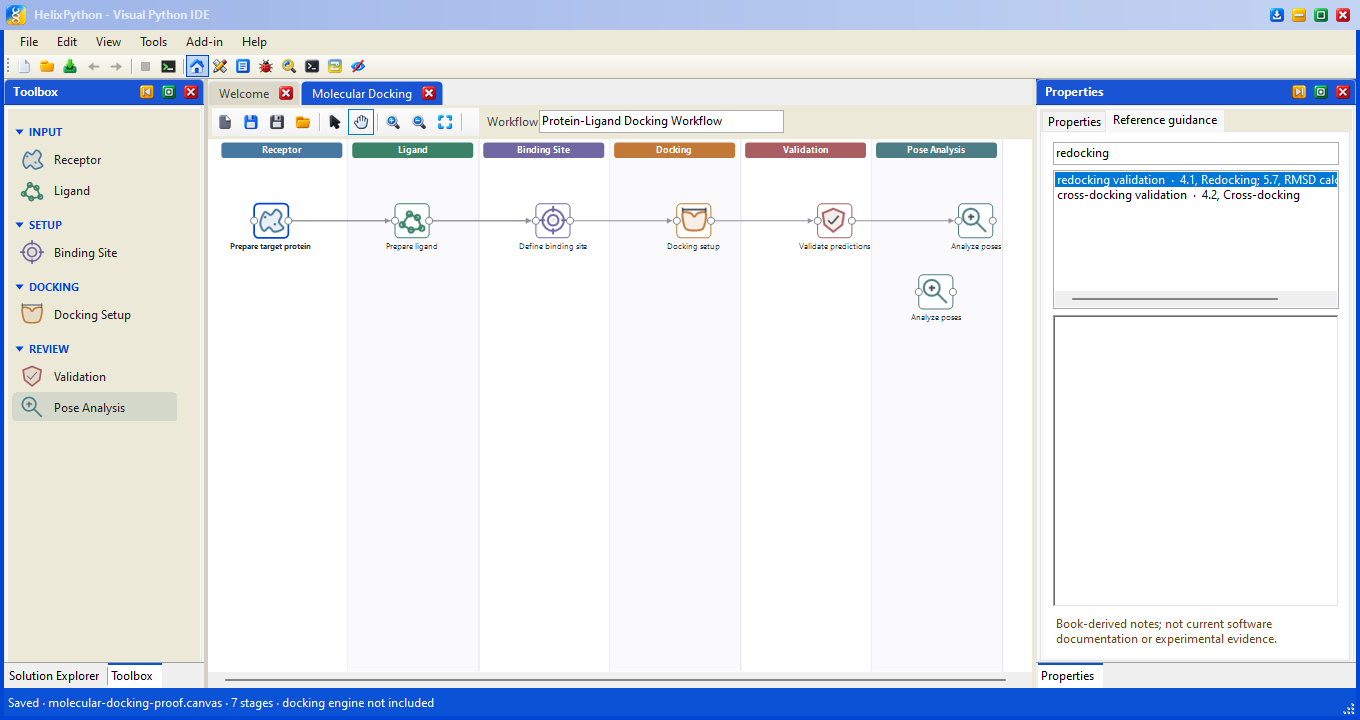 HelixPython - Visual Python IDE
File Edit View Tools Add-in Help
Toolbox
INPUT
Receptor
Ligand
SETUP
Binding Site
DOCKING
Docking Setup
REVIEW
Validation
Pose Analysis
Solution Explorer Toolbox
Welcome Molecular Docking
Workflow Protein-Ligand Docking Workflow
Receptor Ligand Binding Site Docking Validation Pose Analysis
Prepare target protein Prepare ligand Define binding site Docking setup Validate predictions Analyze poses
Analyze poses
Properties
Properties Reference guidance
redocking
redocking validation · 4.1, Redocking; 5.7, RMSD calc
cross-docking validation · 4.2, Cross-docking
Book-derived notes; not current software
documentation or experimental evidence.
Properties
Saved · molecular-docking-proof.canvas · 7 stages · docking engine not included